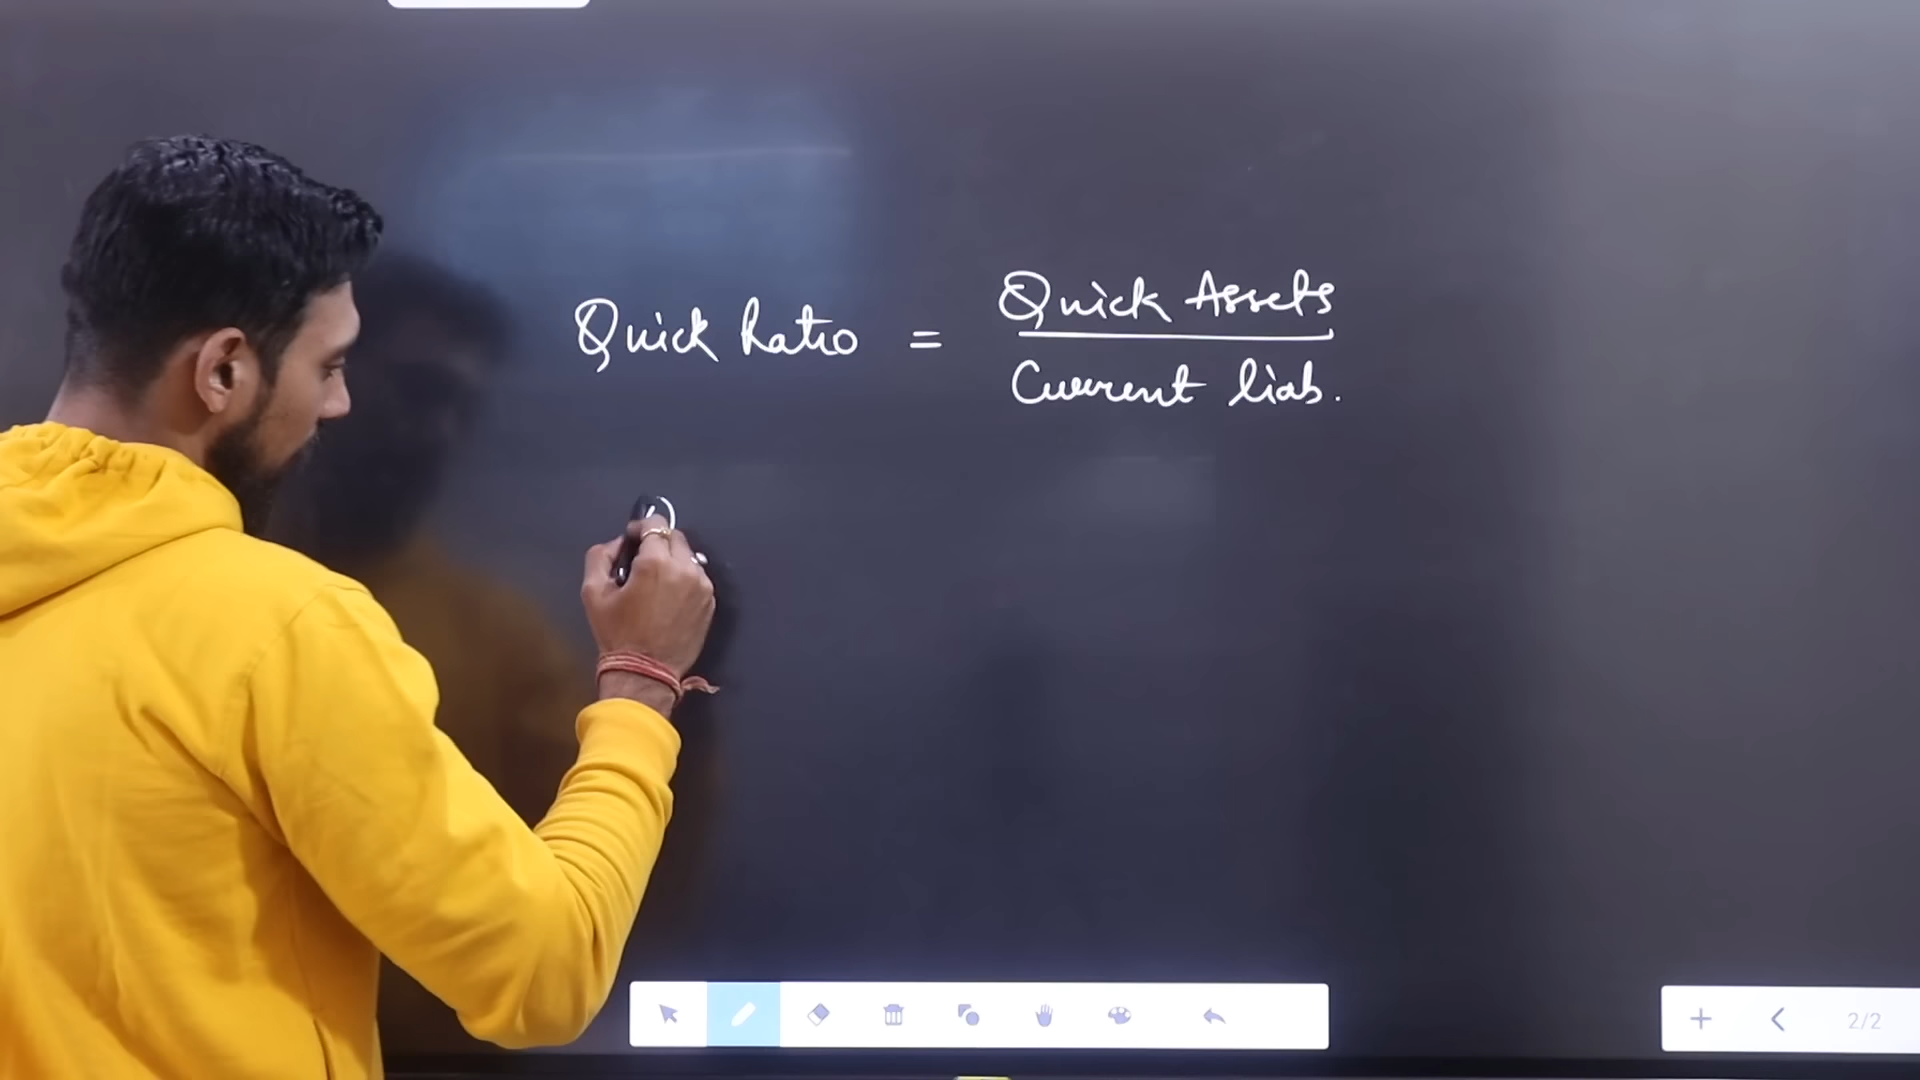 Quick Ratio = Quick Assets
Current liab.
2/2